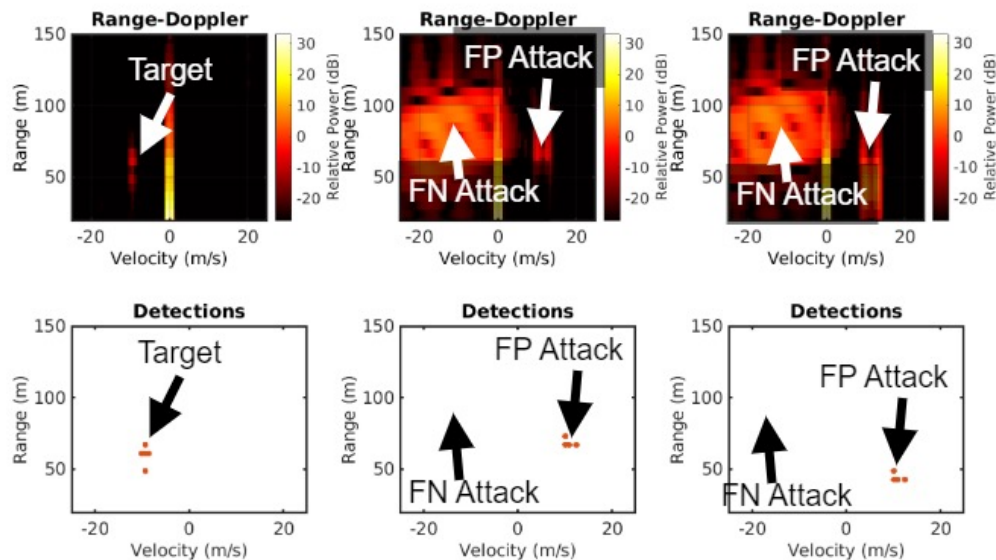 Range-Doppler
150
100
50
Range (m)
Target
-20
0
20
Velocity (m/s)
30
20
10
0
-10
-20
Relative Power (dB)
Range-Doppler
150
100
50
Range (m)
FP Attack
FN Attack
-20
0
20
Velocity (m/s)
30
20
10
0
-10
-20
Relative Power (dB)
Range-Doppler
150
100
50
Range (m)
FP Attack
FN Attack
-20
0
20
Velocity (m/s)
30
20
10
0
-10
-20
Relative Power (dB)
Detections
150
100
50
Range (m)
Target
-20
0
20
Velocity (m/s)
Detections
150
100
50
Range (m)
FP Attack
FN Attack
-20
0
20
Velocity (m/s)
Detections
150
100
50
Range (m)
FP Attack
FN Attack
-20
0
20
Velocity (m/s)